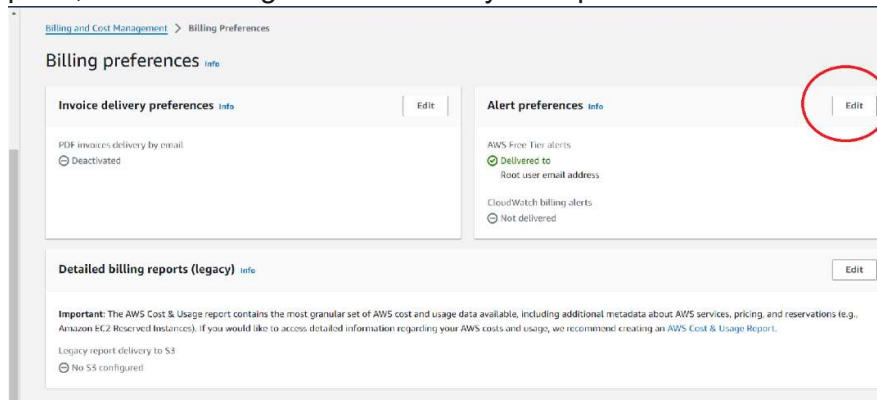 Billing and Cost Management > Billing Preferences
Billing preferences Info
Invoice delivery preferences Info
Edit
PDF invoices delivery by email
Deactivated
Alert preferences Info
Edit
AWS Free Tier alerts
Delivered to
Root user email address
CloudWatch billing alerts
Not delivered
Detailed billing reports (legacy) Info
Edit
Important: The AWS Cost & Usage report contains the most granular set of AWS cost and usage data available, including additional metadata about AWS services, pricing, and reservations (e.g.,
Amazon EC2 Reserved Instances). If you would like to access detailed information regarding your AWS costs and usage, we recommend creating an AWS Cost & Usage Report.
Legacy report delivery to S3
No S3 configured